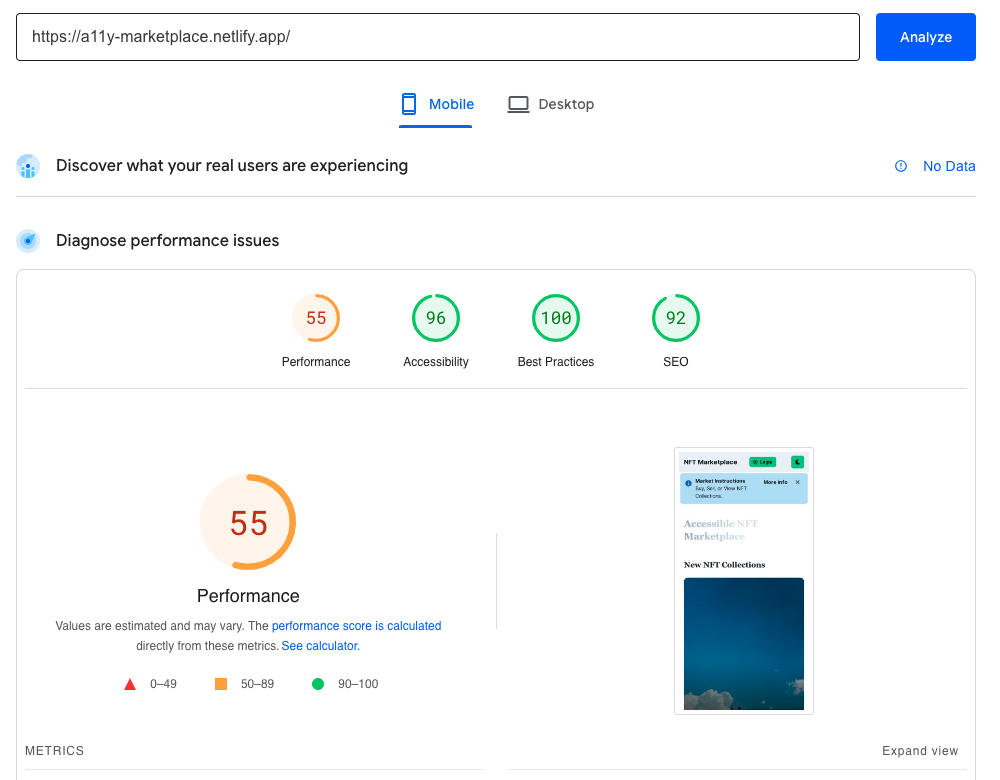 https://a11y-marketplace.netlify.app/
Analyze
Mobile
Desktop
Discover what your real users are experiencing
No Data
Diagnose performance issues
55
96
100
92
Performance
Accessibility
Best Practices
SEO
55
Performance
Values are estimated and may vary. The performance score is calculated
directly from these metrics. See calculator.
0–49
50–89
90–100
NFT Marketplace
Login
Market Instructions
More info
Buy, Sell, or View NFT
Collections.
Accessible NFT
Marketplace
New NFT Collections
METRICS
Expand view